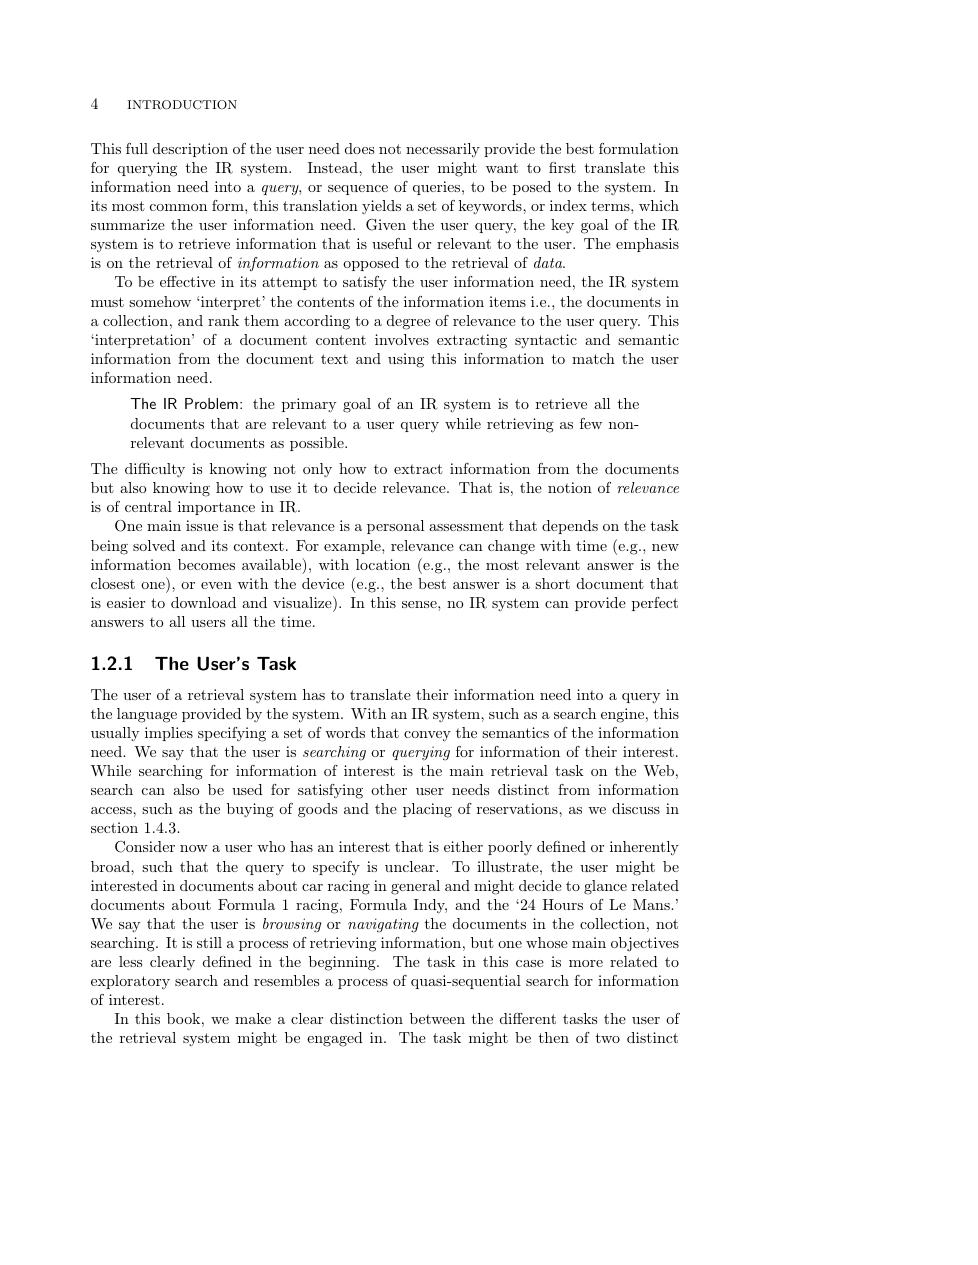 4 INTRODUCTION
This full description of the user need does not necessarily provide the best formulation
for querying the IR system. Instead, the user might want to first translate this
information need into a query, or sequence of queries, to be posed to the system. In
its most common form, this translation yields a set of keywords, or index terms, which
summarize the user information need. Given the user query, the key goal of the IR
system is to retrieve information that is useful or relevant to the user. The emphasis
is on the retrieval of information as opposed to the retrieval of data.
To be effective in its attempt to satisfy the user information need, the IR system
must somehow ‘interpret’ the contents of the information items i.e., the documents in
a collection, and rank them according to a degree of relevance to the user query. This
‘interpretation’ of a document content involves extracting syntactic and semantic
information from the document text and using this information to match the user
information need.
The IR Problem: the primary goal of an IR system is to retrieve all the
documents that are relevant to a user query while retrieving as few non-
relevant documents as possible.
The difficulty is knowing not only how to extract information from the documents
but also knowing how to use it to decide relevance. That is, the notion of relevance
is of central importance in IR.
One main issue is that relevance is a personal assessment that depends on the task
being solved and its context. For example, relevance can change with time (e.g., new
information becomes available), with location (e.g., the most relevant answer is the
closest one), or even with the device (e.g., the best answer is a short document that
is easier to download and visualize). In this sense, no IR system can provide perfect
answers to all users all the time.
1.2.1 The User’s Task
The user of a retrieval system has to translate their information need into a query in
the language provided by the system. With an IR system, such as a search engine, this
usually implies specifying a set of words that convey the semantics of the information
need. We say that the user is searching or querying for information of their interest.
While searching for information of interest is the main retrieval task on the Web,
search can also be used for satisfying other user needs distinct from information
access, such as the buying of goods and the placing of reservations, as we discuss in
section 1.4.3.
Consider now a user who has an interest that is either poorly defined or inherently
broad, such that the query to specify is unclear. To illustrate, the user might be
interested in documents about car racing in general and might decide to glance related
documents about Formula 1 racing, Formula Indy, and the ‘24 Hours of Le Mans.’
We say that the user is browsing or navigating the documents in the collection, not
searching. It is still a process of retrieving information, but one whose main objectives
are less clearly defined in the beginning. The task in this case is more related to
exploratory search and resembles a process of quasi-sequential search for information
of interest.
In this book, we make a clear distinction between the different tasks the user of
the retrieval system might be engaged in. The task might be then of two distinct